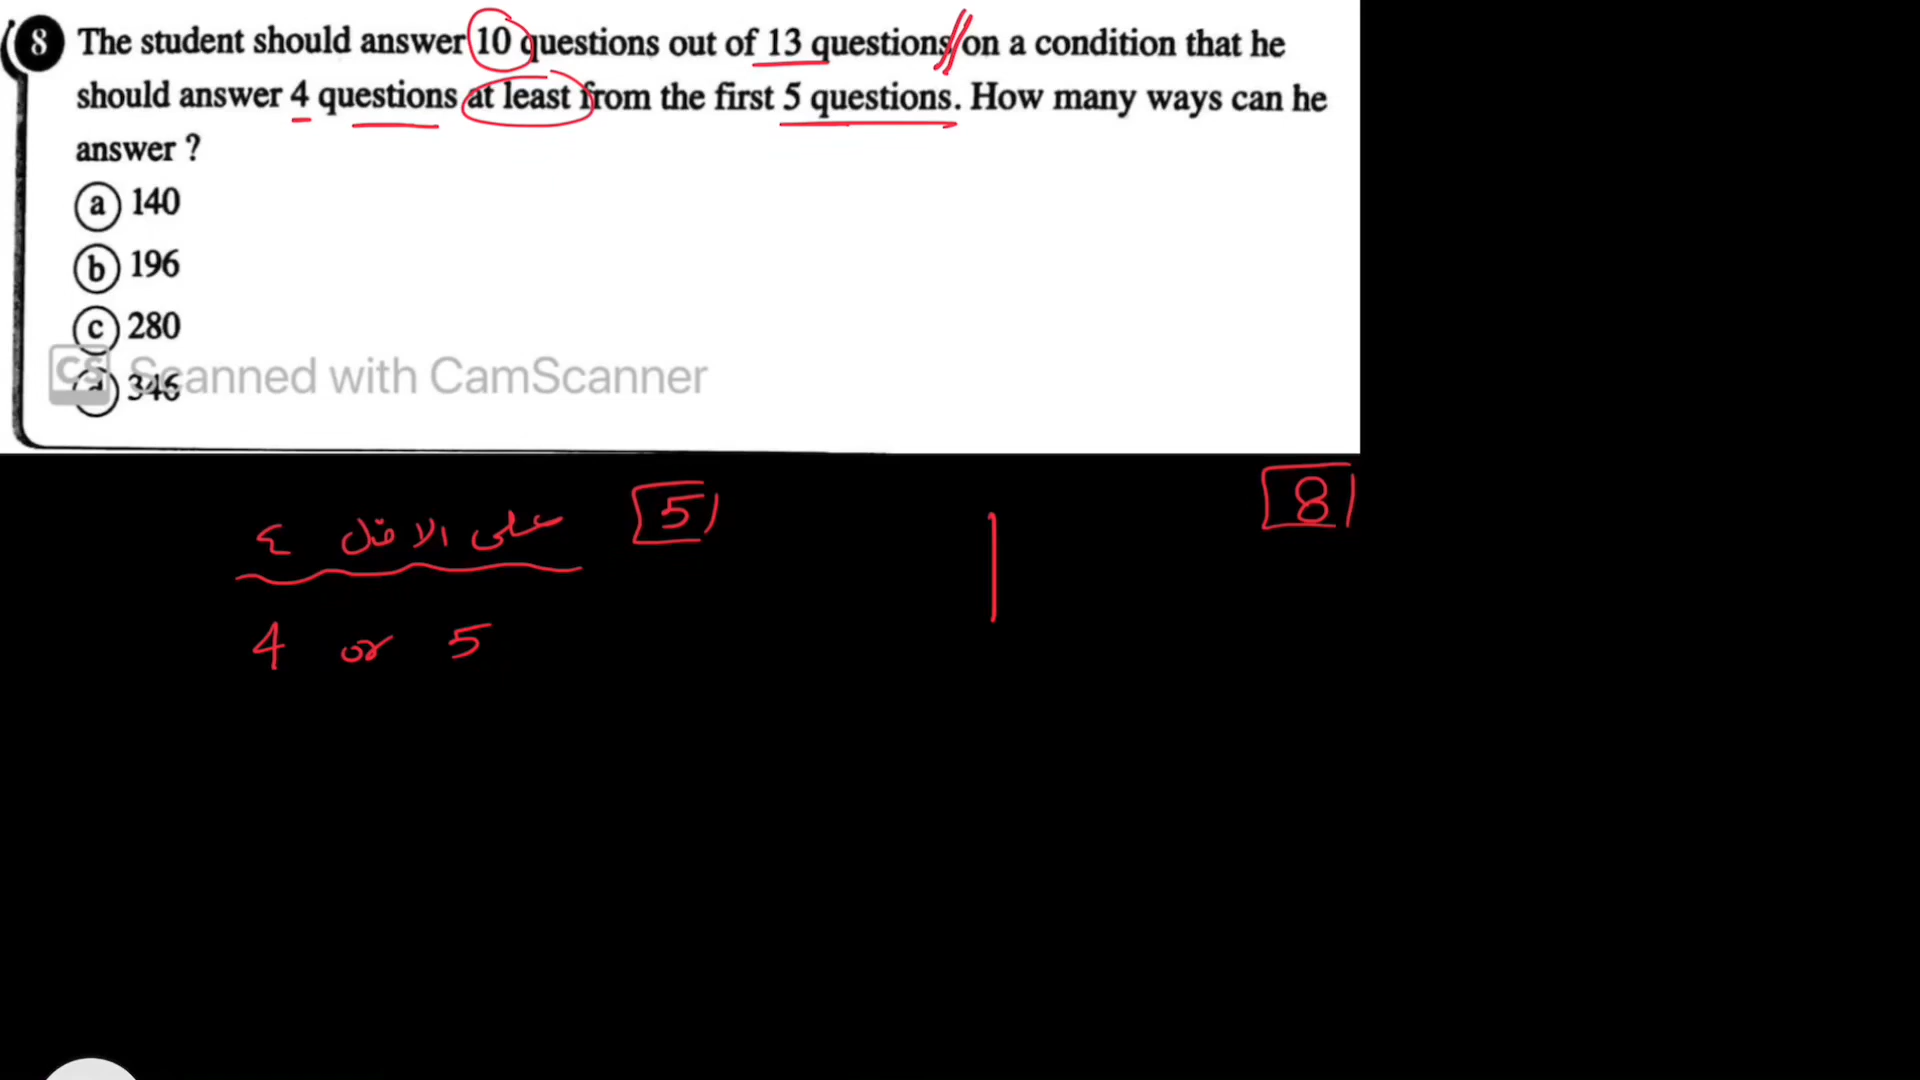 8 The student should answer 10 questions out of 13 questions on a condition that he
should answer 4 questions at least from the first 5 questions. How many ways can he
answer ?
a 140
b 196
c 280
d 346
CS Scanned with CamScanner
على الاقل ٤ 5 8
4 or 5